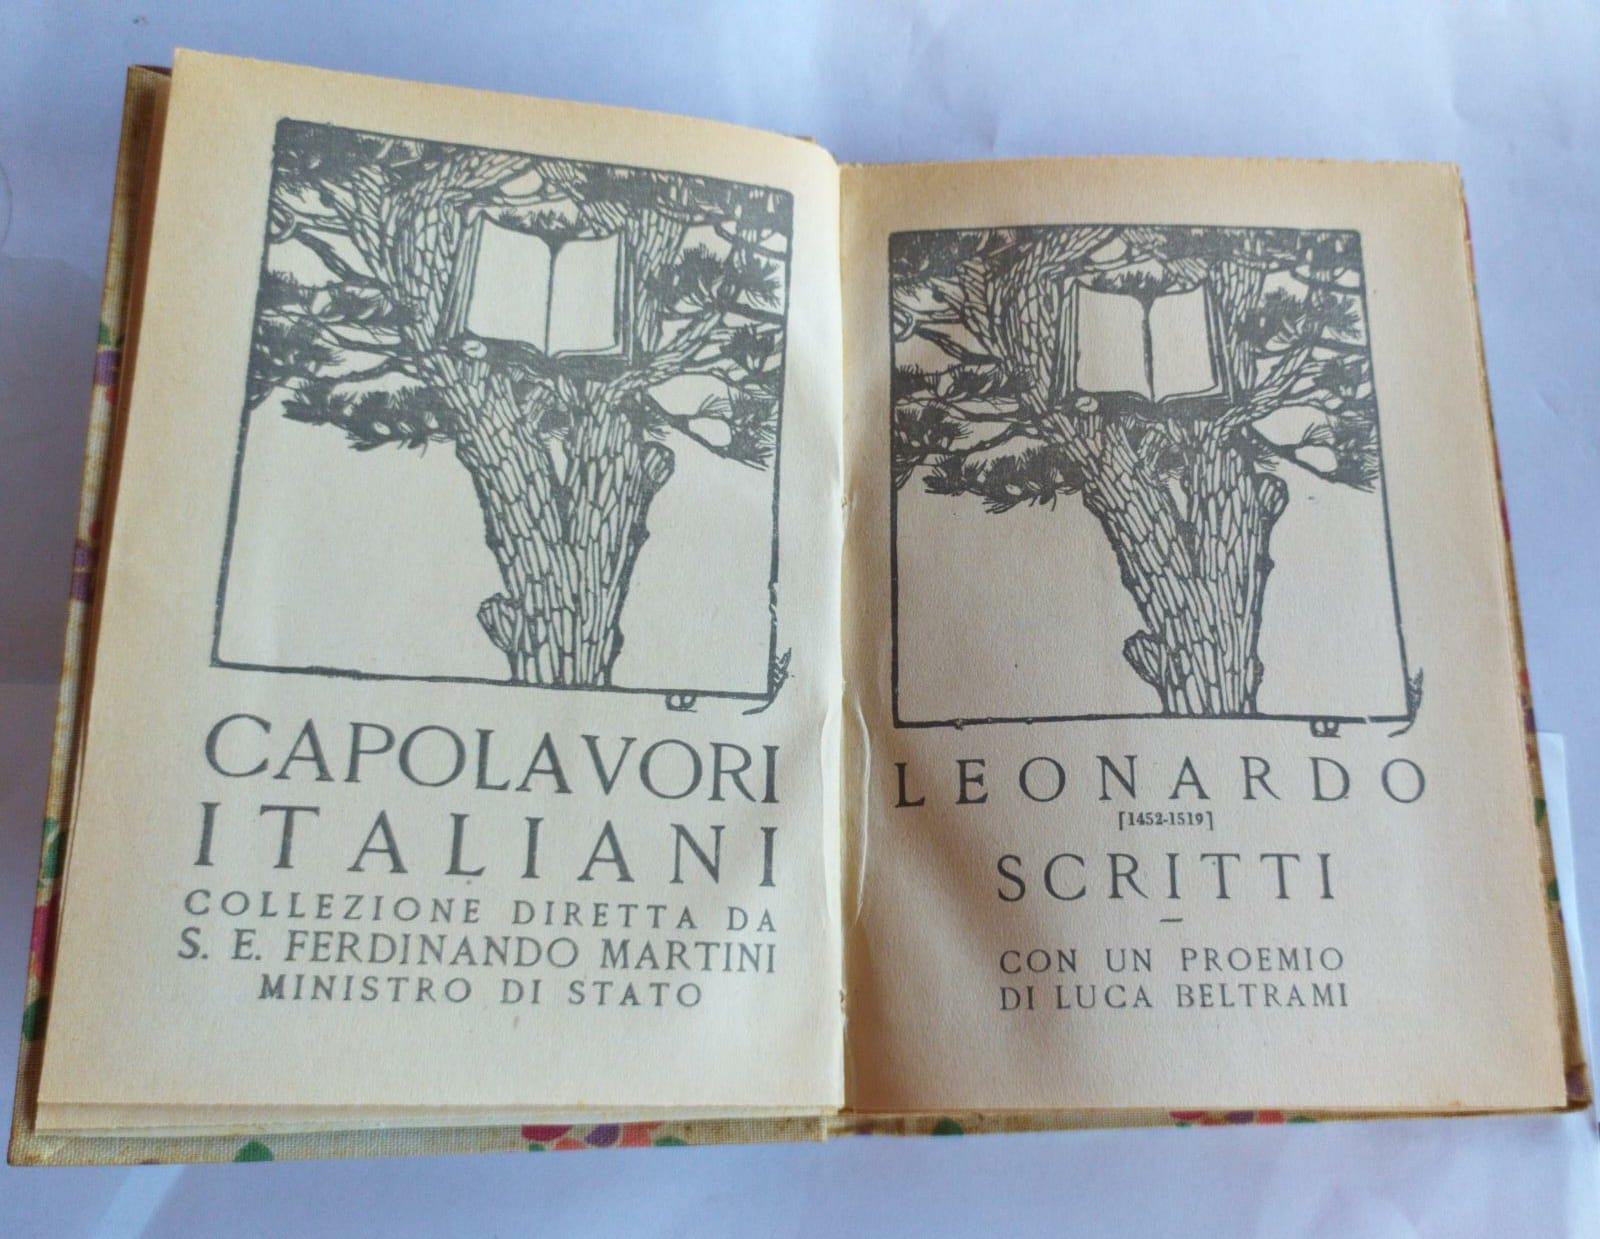 CAPOLAVORI
ITALIANI
COLLEZIONE DIRETTA DA
S. E. FERDINANDO MARTINI
MINISTRO DI STATO
LEONARDO
[1452-1519]
SCRITTI
—
CON UN PROEMIO
DI LUCA BELTRAMI